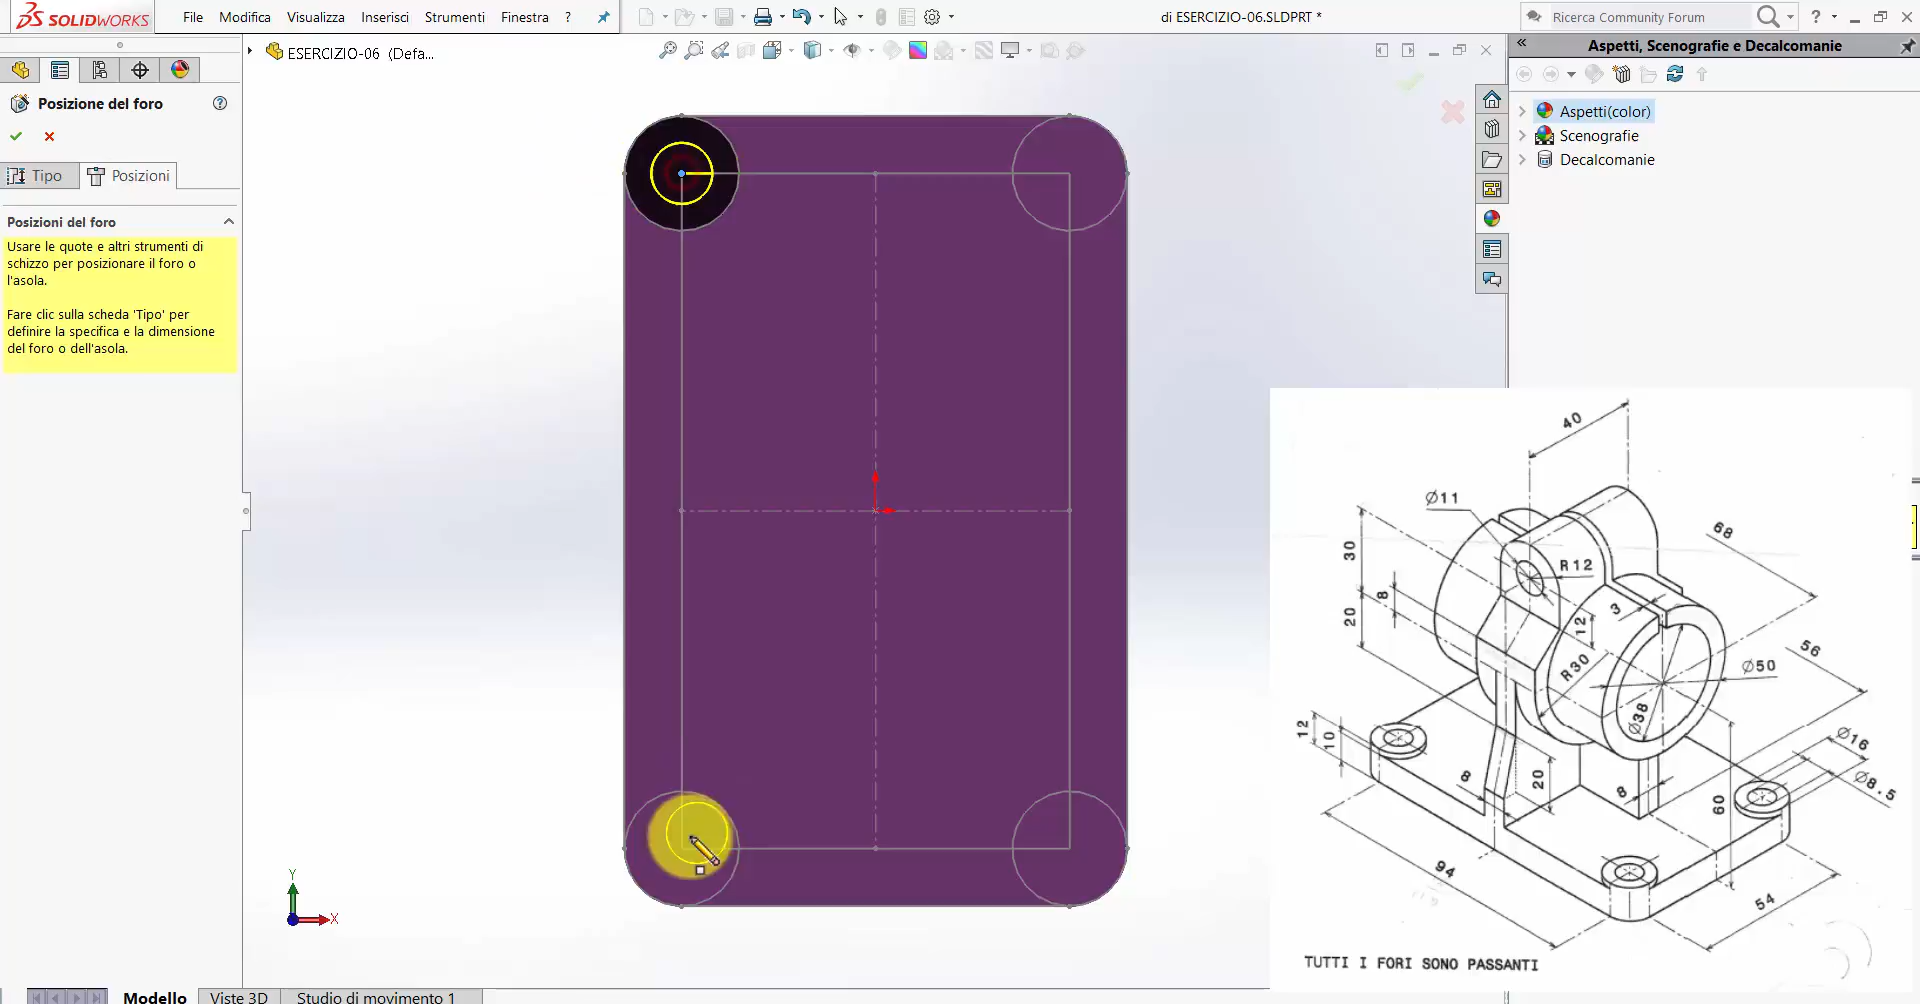 SOLIDWORKS
File Modifica Visualizza Inserisci Strumenti Finestra ?
di ESERCIZIO-06.SLDPRT *
Ricerca Community Forum
?
ESERCIZIO-06 (Defa...
Aspetti, Scenografie e Decalcomanie
Posizione del foro
?
Tipo
Posizioni
Posizioni del foro
Usare le quote e altri strumenti di
schizzo per posizionare il foro o
l'asola.
Fare clic sulla scheda 'Tipo' per
definire la specifica e la dimensione
del foro o dell'asola.
Aspetti(color)
Scenografie
Decalcomanie
40
Ø11
68
30
R12
8
3
20
12
56
R30
Ø50
Ø38
12
10
Ø16
8
20
8
Ø8.5
60
94
54
TUTTI I FORI SONO PASSANTI
Y
X
Modello
Viste 3D
Studio di movimento 1